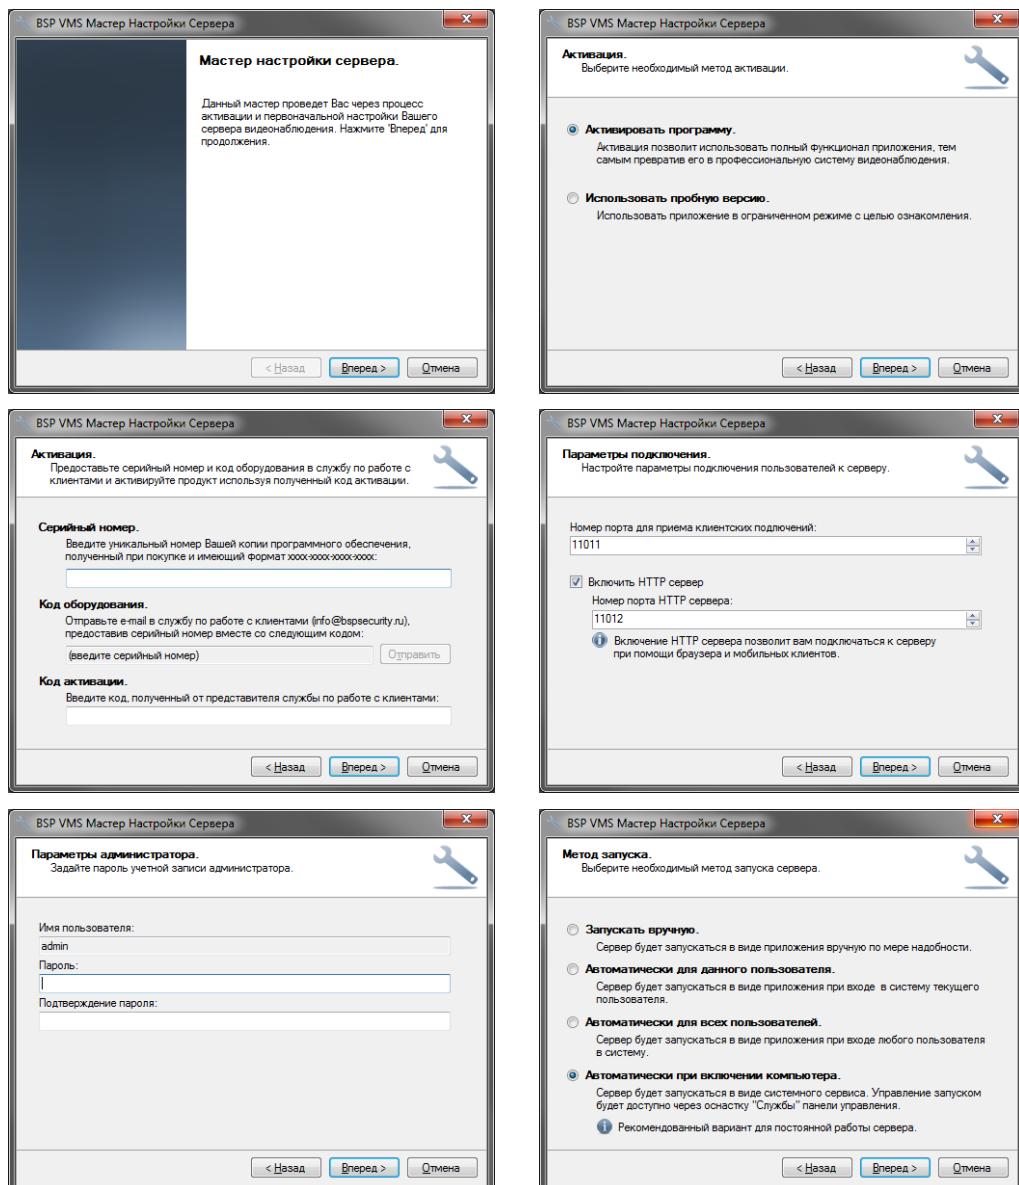 BSP VMS Мастер Настройки Сервера
Мастер настройки сервера.
Данный мастер проведет Вас через процесс
активации и первоначальной настройки Вашего
сервера видеонаблюдения. Нажмите 'Вперед' для
продолжения.
< Назад
Вперед >
Отмена
BSP VMS Мастер Настройки Сервера
Активация.
Выберите необходимый метод активации.
Активировать программу.
Активация позволит использовать полный функционал приложения, тем
самым превратив его в профессиональную систему видеонаблюдения.
Использовать пробную версию.
Использовать приложение в ограниченном режиме с целью ознакомления.
< Назад
Вперед >
Отмена
BSP VMS Мастер Настройки Сервера
Активация.
Предоставьте серийный номер и код оборудования в службу по работе с
клиентами и активируйте продукт используя полученный код активации.
Серийный номер.
Введите уникальный номер Вашей копии программного обеспечения,
полученный при покупке и имеющий формат xxxx-xxxx-xxxx-xxxx:
Код оборудования.
Отправьте e-mail в службу по работе с клиентами (info@bspsecurity.ru),
предоставив серийный номер вместе со следующим кодом:
(введите серийный номер)
Отправить
Код активации.
Введите код, полученный от представителя службы по работе с клиентами:
< Назад
Вперед >
Отмена
BSP VMS Мастер Настройки Сервера
Параметры подключения.
Настройте параметры подключения пользователей к серверу.
Номер порта для приема клиентских подлючений:
11011
Включить HTTP сервер
Номер порта HTTP сервера:
11012
Включение HTTP сервера позволит вам подключаться к серверу
при помощи браузера и мобильных клиентов.
< Назад
Вперед >
Отмена
BSP VMS Мастер Настройки Сервера
Параметры администратора.
Задайте пароль учетной записи администратора.
Имя пользователя:
admin
Пароль:
Подтверждение пароля:
< Назад
Вперед >
Отмена
BSP VMS Мастер Настройки Сервера
Метод запуска.
Выберите необходимый метод запуска сервера.
Запускать вручную.
Сервер будет запускаться в виде приложения вручную по мере надобности.
Автоматически для данного пользователя.
Сервер будет запускаться в виде приложения при входе в систему текущего
пользователя.
Автоматически для всех пользователей.
Сервер будет запускаться в виде приложения при входе любого пользователя
в систему.
Автоматически при включении компьютера.
Сервер будет запускаться в виде системного сервиса. Управление запуском
будет доступно через оснастку "Службы" панели управления.
Рекомендованный вариант для постоянной работы сервера.
< Назад
Вперед >
Отмена